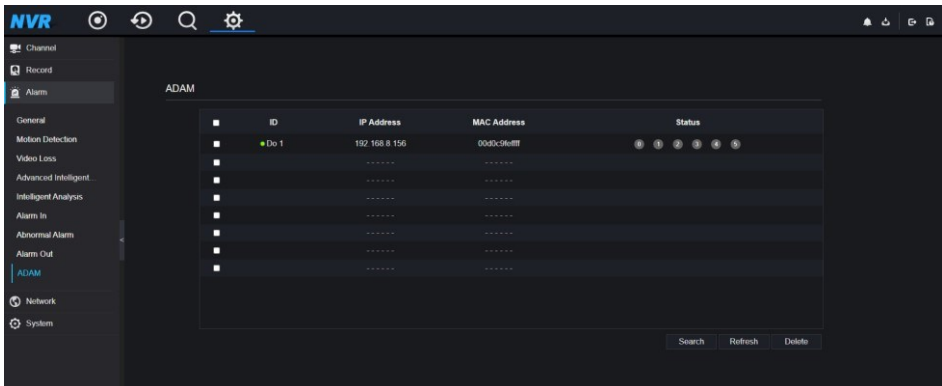 NVR
Channel
Record
Alarm
General
Motion Detection
Video Loss
Advanced Intelligent...
Intelligent Analysis
Alarm In
Abnormal Alarm
Alarm Out
ADAM
Network
System
ADAM
ID IP Address MAC Address Status
Do 1 192.168.8.156 00d0c9feffff 0 1 2 3 4 5
------ ------
------ ------
------ ------
------ ------
------ ------
------ ------
------ ------
Search Refresh Delete